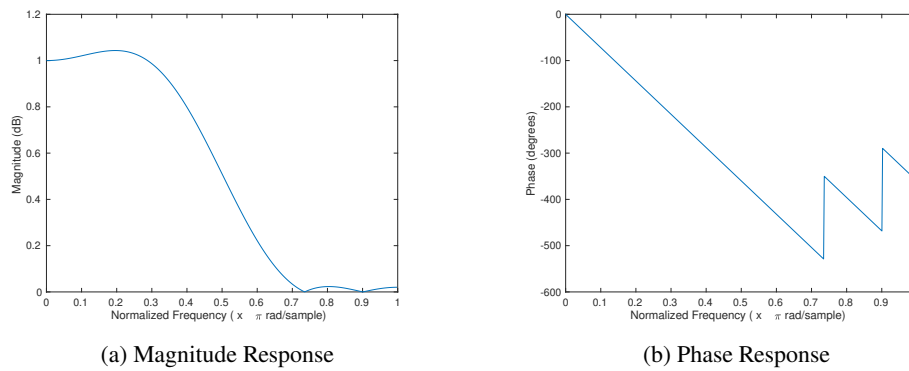 1.2
1
0.8
0.6
0.4
0.2
0
Magnitude (dB)
0 0.1 0.2 0.3 0.4 0.5 0.6 0.7 0.8 0.9 1
Normalized Frequency ( x π rad/sample)
(a) Magnitude Response
0
-100
-200
-300
-400
-500
-600
Phase (degrees)
0 0.1 0.2 0.3 0.4 0.5 0.6 0.7 0.8 0.9
Normalized Frequency ( x π rad/sample)
(b) Phase Response